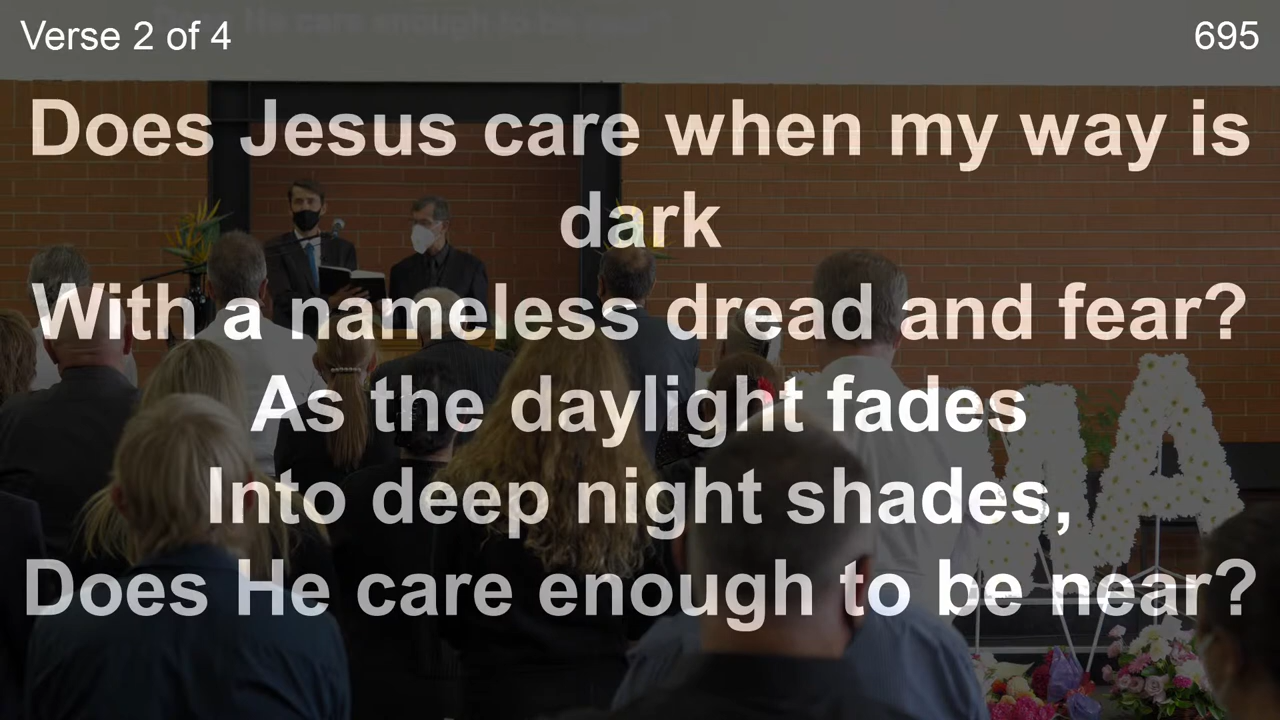 Verse 2 of 4
695
Does Jesus care when my way is
dark
With a nameless dread and fear?
As the daylight fades
Into deep night shades,
Does He care enough to be near?